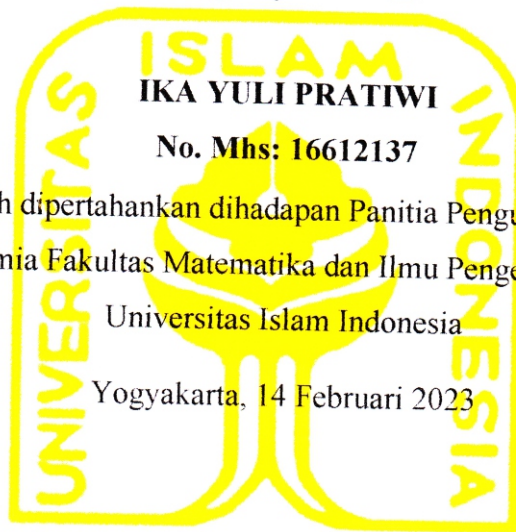 ISLAM
UNIVERSITAS
INDONESIA
IKA YULI PRATIWI
No. Mhs: 16612137
h dipertahankan dihadapan Panitia Pengu
mia Fakultas Matematika dan Ilmu Penge
Universitas Islam Indonesia
Yogyakarta, 14 Februari 2023